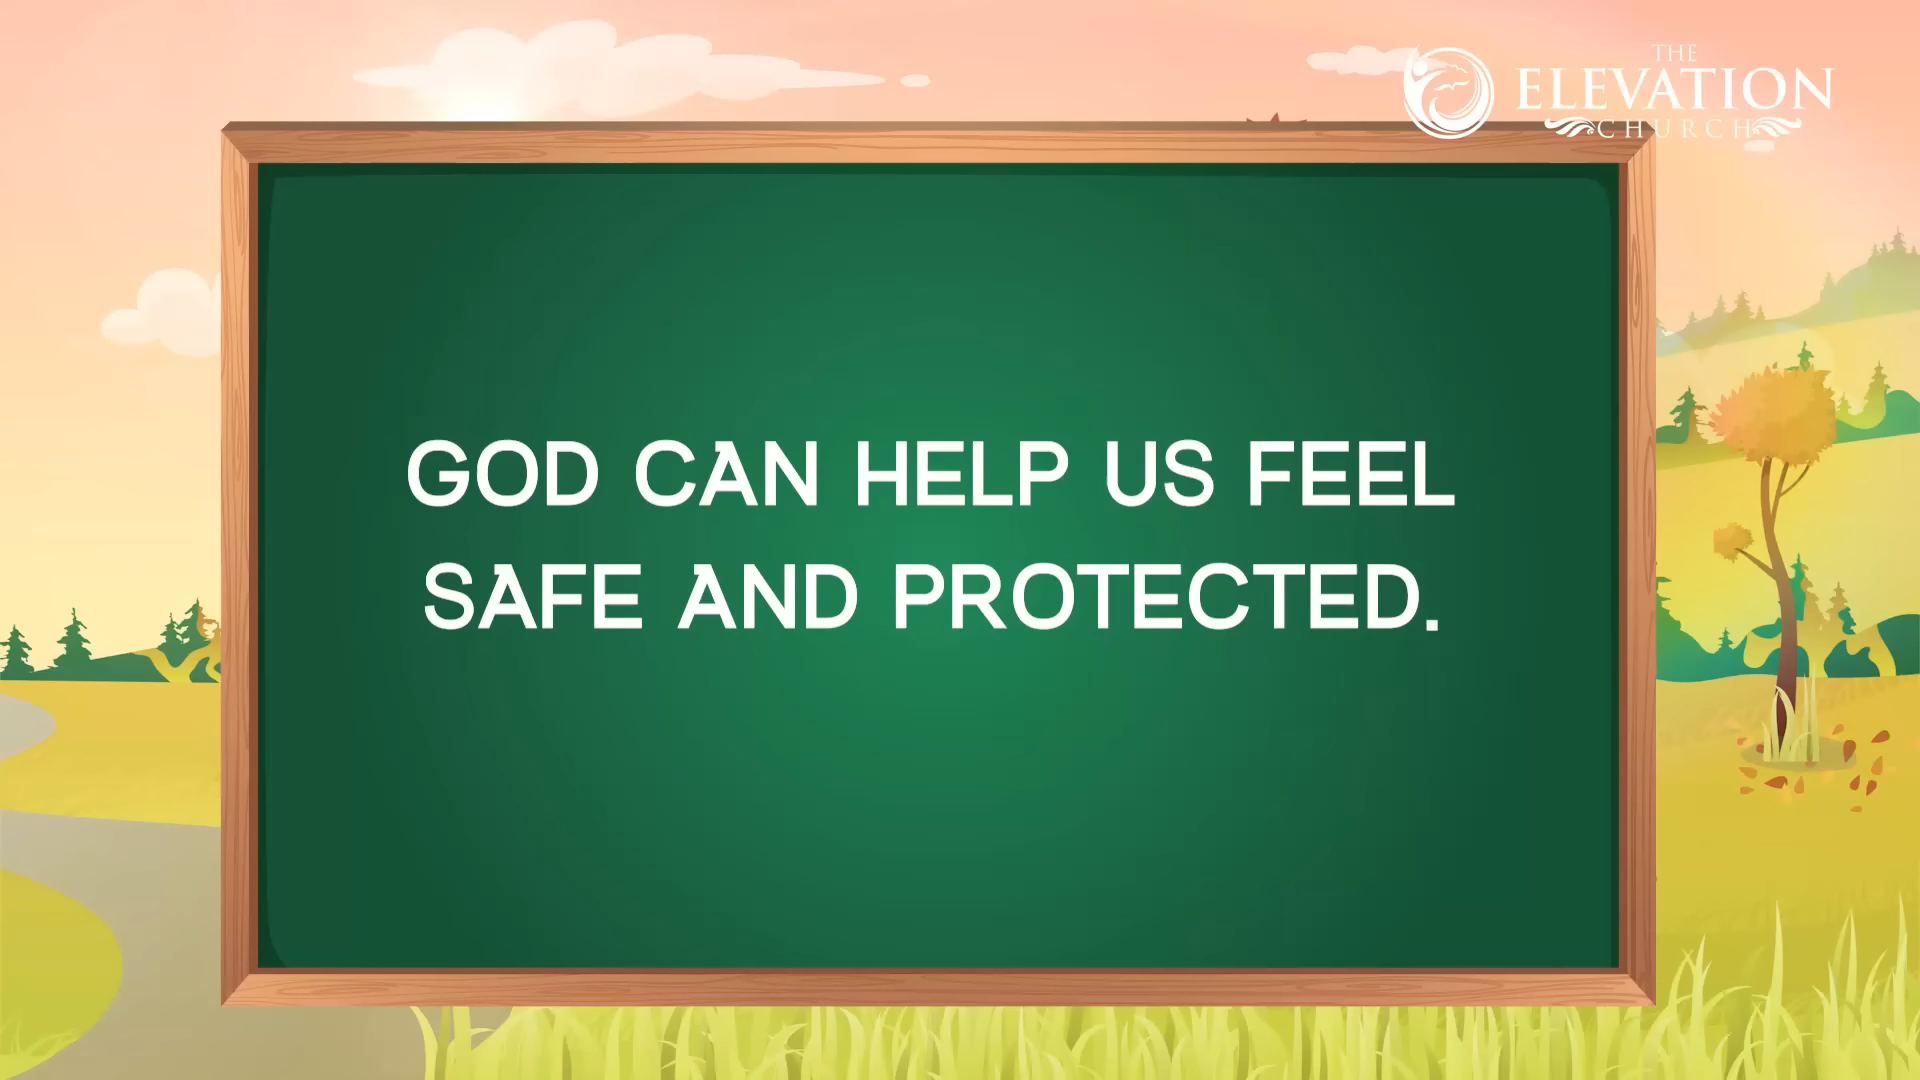 THE
ELEVATION
CHURCH
GOD CAN HELP US FEEL
SAFE AND PROTECTED.